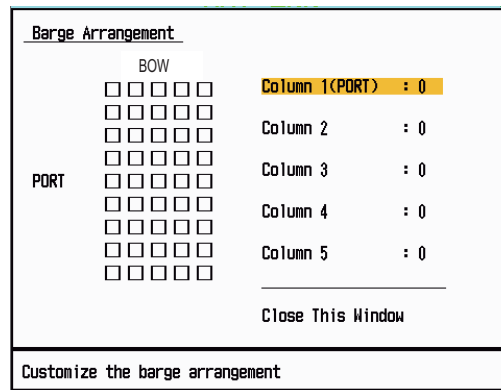 Barge Arrangement
BOW
PORT
Column 1(PORT) : 0
Column 2 : 0
Column 3 : 0
Column 4 : 0
Column 5 : 0
Close This Window
Customize the barge arrangement